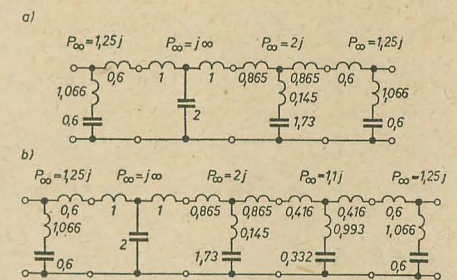 a)
P∞=1,25j P∞=j∞ P∞=2j P∞=1,25j
0,6 1 1 0,865 0,865 0,6
1,066 0,145 1,066
0,6 2 1,73 0,6
b)
P∞=1,25j P∞=j∞ P∞=2j P∞=1,1j P∞=1,25j
0,6 1 1 0,865 0,865 0,416 0,416 0,6
1,066 0,145 0,993 1,066
0,6 2 1,73 0,332 0,6